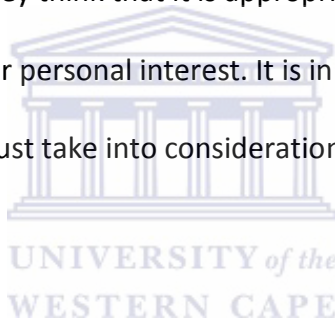 ey think that it is appropri
r personal interest. It is in
ust take into consideration
UNIVERSITY of the
WESTERN CAPE